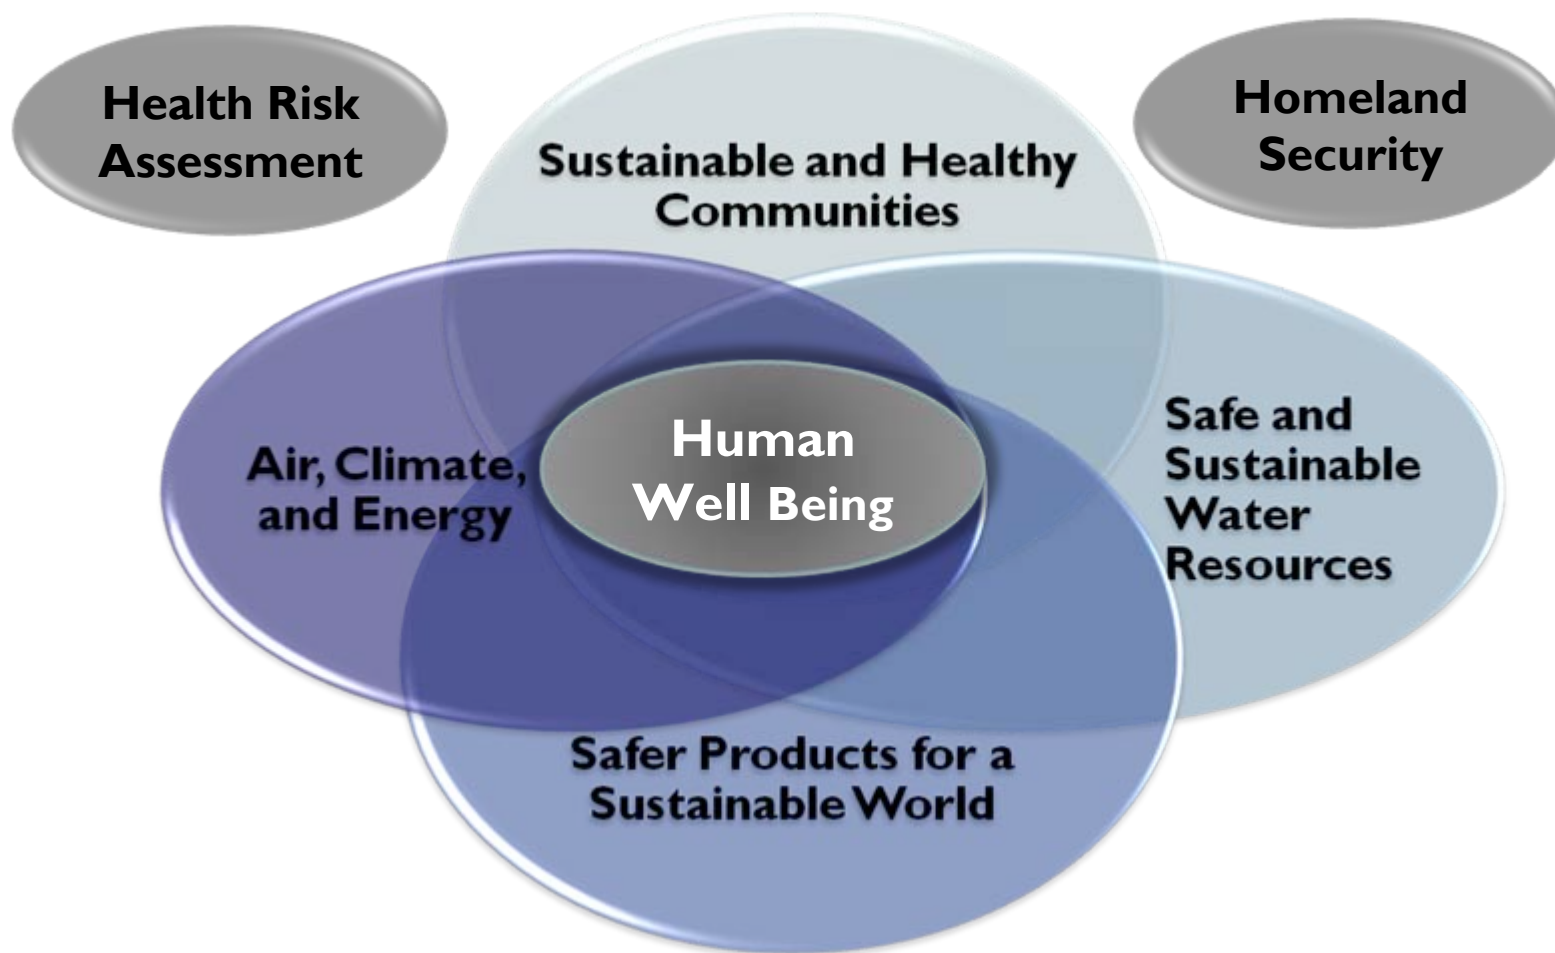 Health Risk
Assessment
Homeland
Security
Sustainable and Healthy
Communities
Air, Climate,
and Energy
Human
Well Being
Safe and
Sustainable
Water
Resources
Safer Products for a
Sustainable World